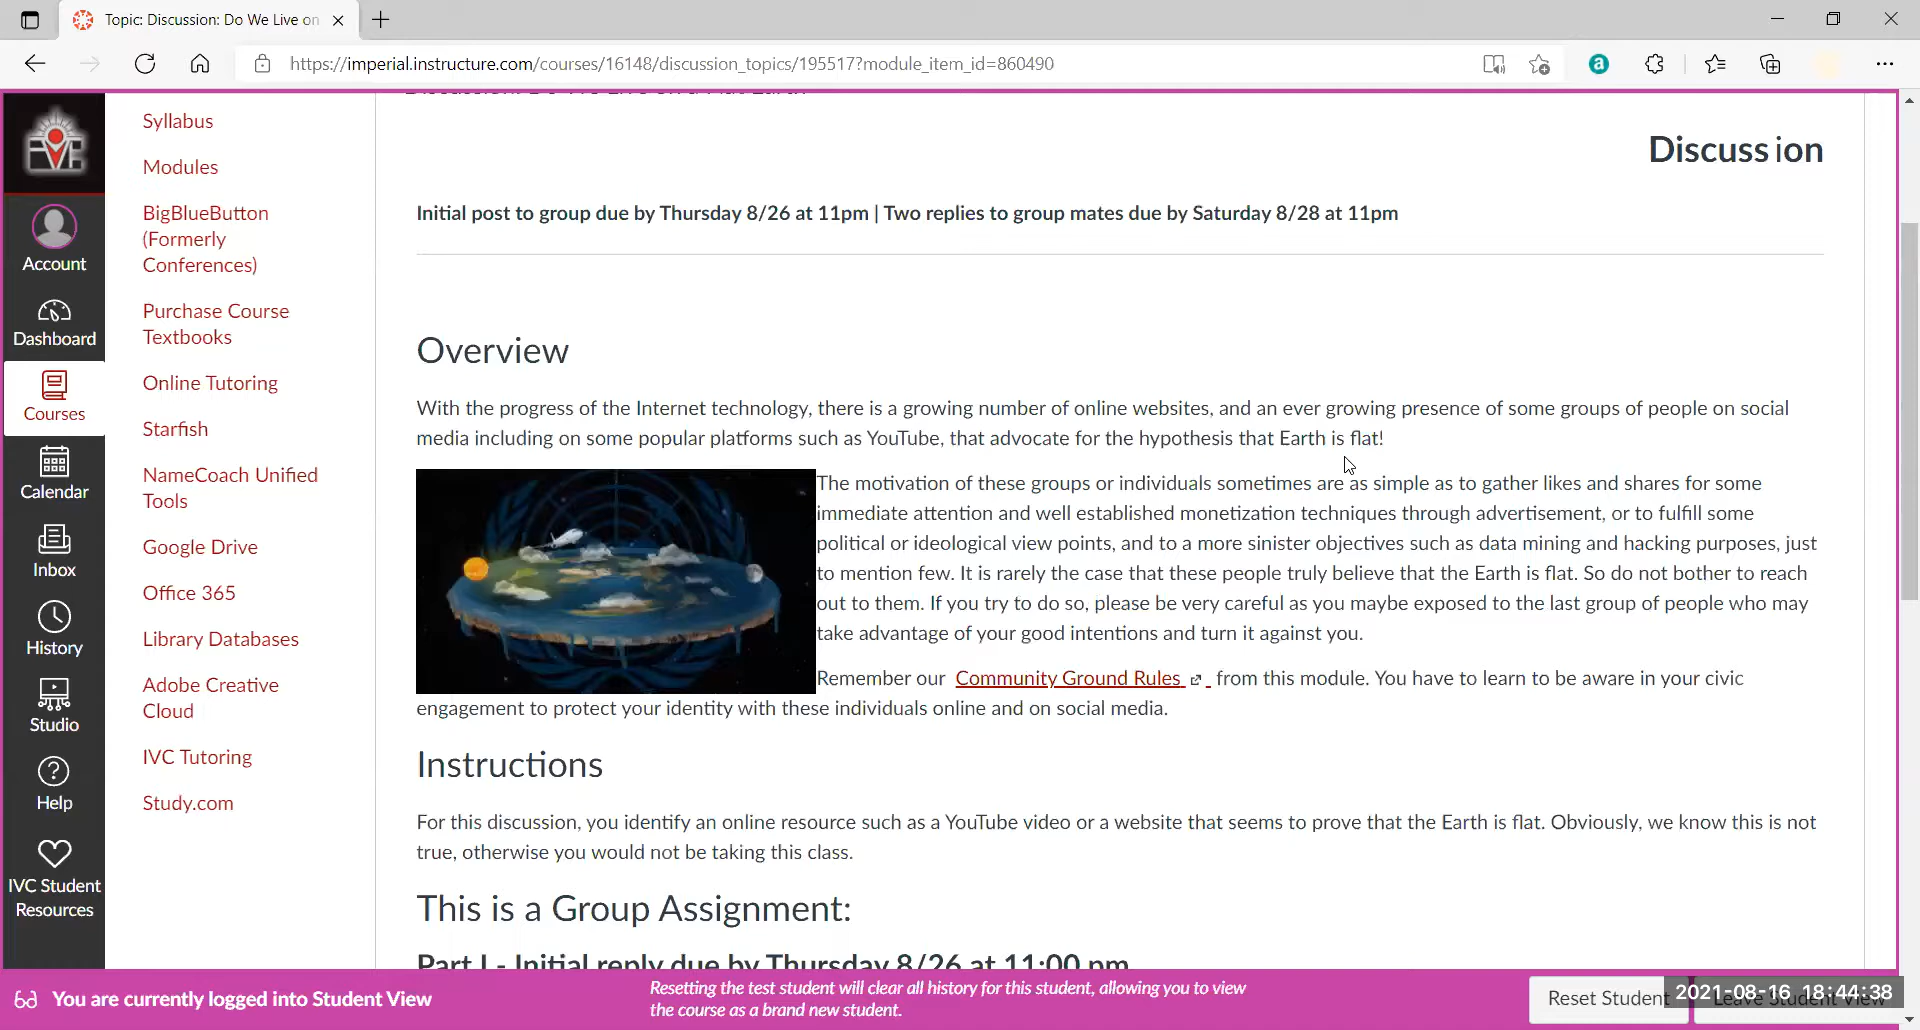 Topic: Discussion: Do We Live on
https://imperial.instructure.com/courses/16148/discussion_topics/195517?module_item_id=860490
Account
Dashboard
Courses
Calendar
Inbox
History
Studio
Help
IVC Student
Resources
Syllabus
Modules
BigBlueButton
(Formerly
Conferences)
Purchase Course
Textbooks
Online Tutoring
Starfish
NameCoach Unified
Tools
Google Drive
Office 365
Library Databases
Adobe Creative
Cloud
IVC Tutoring
Study.com
Discussion
Initial post to group due by Thursday 8/26 at 11pm | Two replies to group mates due by Saturday 8/28 at 11pm
Overview
With the progress of the Internet technology, there is a growing number of online websites, and an ever growing presence of some groups of people on social
media including on some popular platforms such as YouTube, that advocate for the hypothesis that Earth is flat!
The motivation of these groups or individuals sometimes are as simple as to gather likes and shares for some
immediate attention and well established monetization techniques through advertisement, or to fulfill some
political or ideological view points, and to a more sinister objectives such as data mining and hacking purposes, just
to mention few. It is rarely the case that these people truly believe that the Earth is flat. So do not bother to reach
out to them. If you try to do so, please be very careful as you maybe exposed to the last group of people who may
take advantage of your good intentions and turn it against you.
Remember our Community Ground Rules from this module. You have to learn to be aware in your civic
engagement to protect your identity with these individuals online and on social media.
Instructions
For this discussion, you identify an online resource such as a YouTube video or a website that seems to prove that the Earth is flat. Obviously, we know this is not
true, otherwise you would not be taking this class.
This is a Group Assignment:
Part I - Initial reply due by Thursday 8/26 at 11:00 pm
You are currently logged into Student View
Resetting the test student will clear all history for this student, allowing you to view
the course as a brand new student.
Reset Student
Leave Student View
2021-08-16 18:44:38